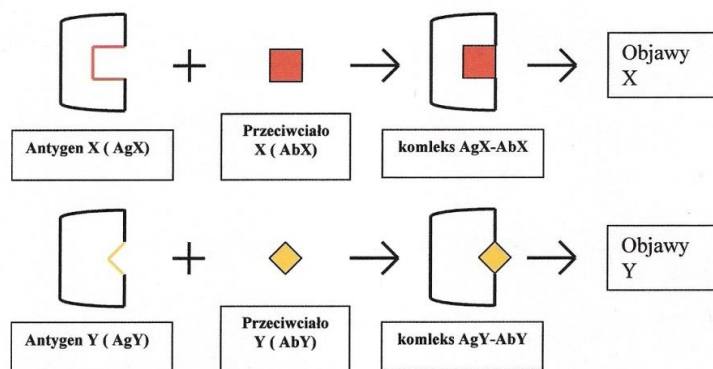 Objawy
X
Antygen X ( AgX)
Przeciwciało
X ( AbX)
komleks AgX-AbX
Objawy
Y
Antygen Y ( AgY)
Przeciwciało
Y ( AbY)
komleks AgY-AbY